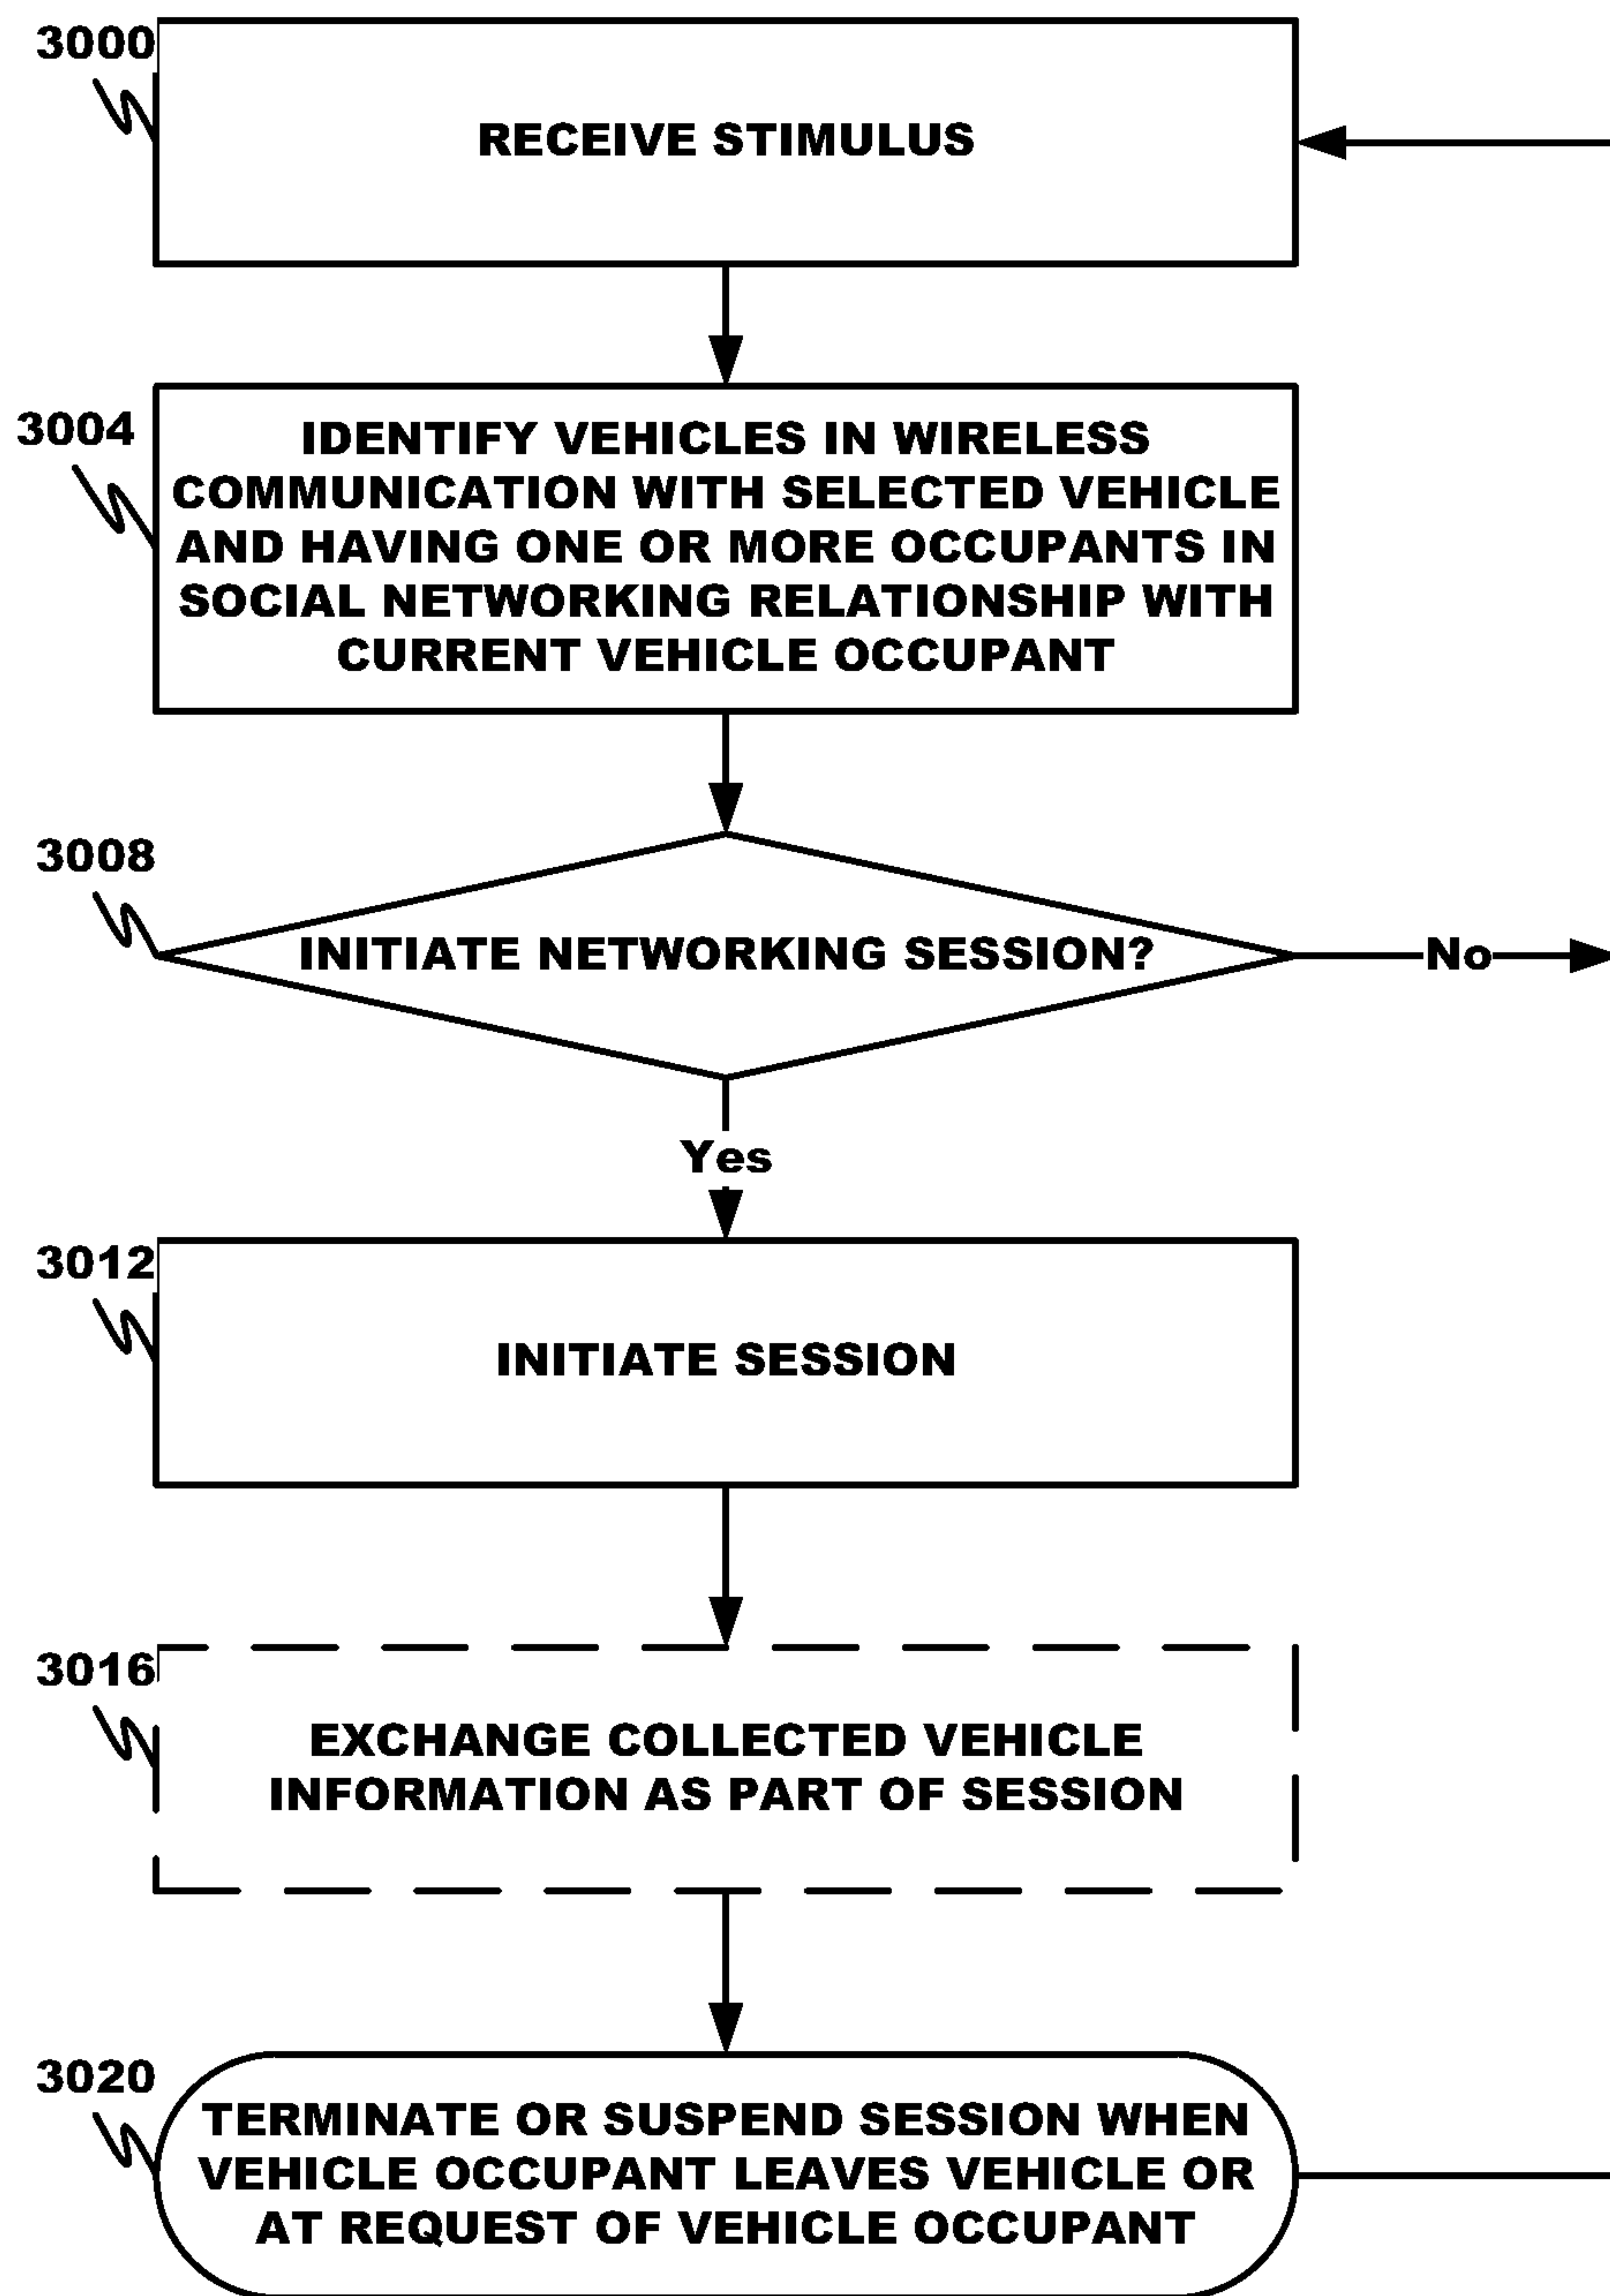 3000
RECEIVE STIMULUS
3004
IDENTIFY VEHICLES IN WIRELESS
COMMUNICATION WITH SELECTED VEHICLE
AND HAVING ONE OR MORE OCCUPANTS IN
SOCIAL NETWORKING RELATIONSHIP WITH
CURRENT VEHICLE OCCUPANT
3008
INITIATE NETWORKING SESSION?
No
Yes
3012
INITIATE SESSION
3016
EXCHANGE COLLECTED VEHICLE
INFORMATION AS PART OF SESSION
3020
TERMINATE OR SUSPEND SESSION WHEN
VEHICLE OCCUPANT LEAVES VEHICLE OR
AT REQUEST OF VEHICLE OCCUPANT